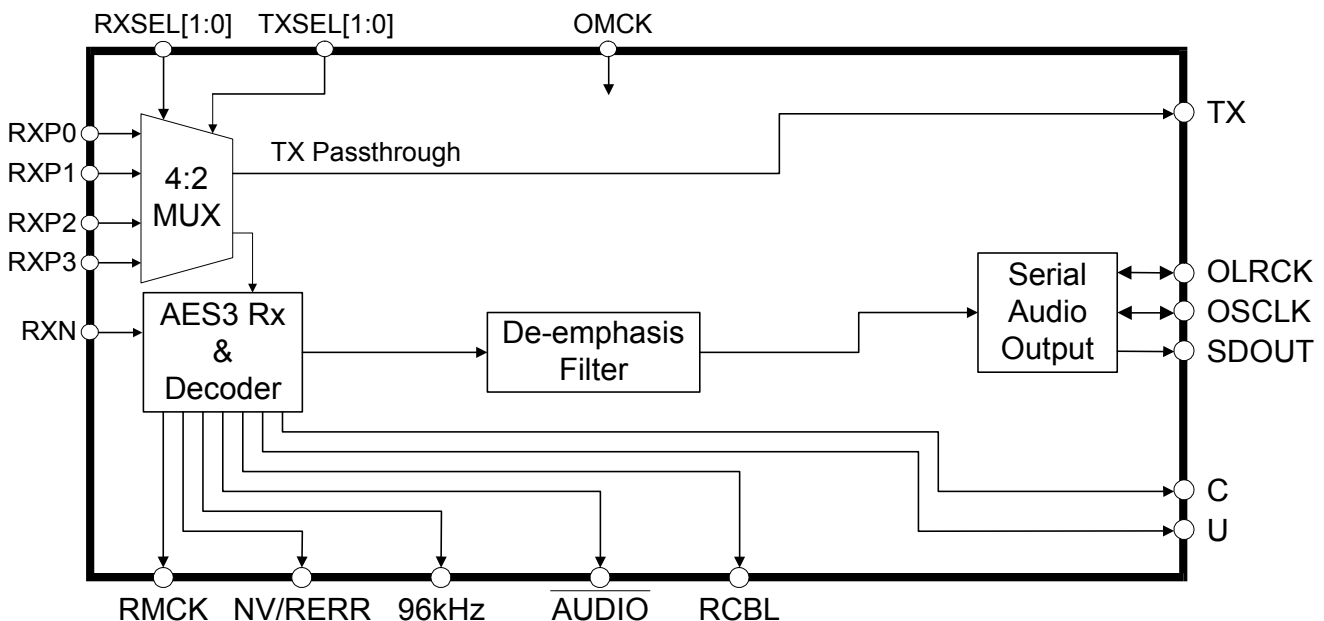 RXSEL[1:0] TXSEL[1:0] OMCK
RXP0
RXP1
RXP2
RXP3
RXN
4:2
MUX
TX Passthrough
TX
AES3 Rx
&
Decoder
De-emphasis
Filter
Serial
Audio
Output
OLRCK
OSCLK
SDOUT
C
U
RMCK NV/RERR 96kHz AUDIO RCBL